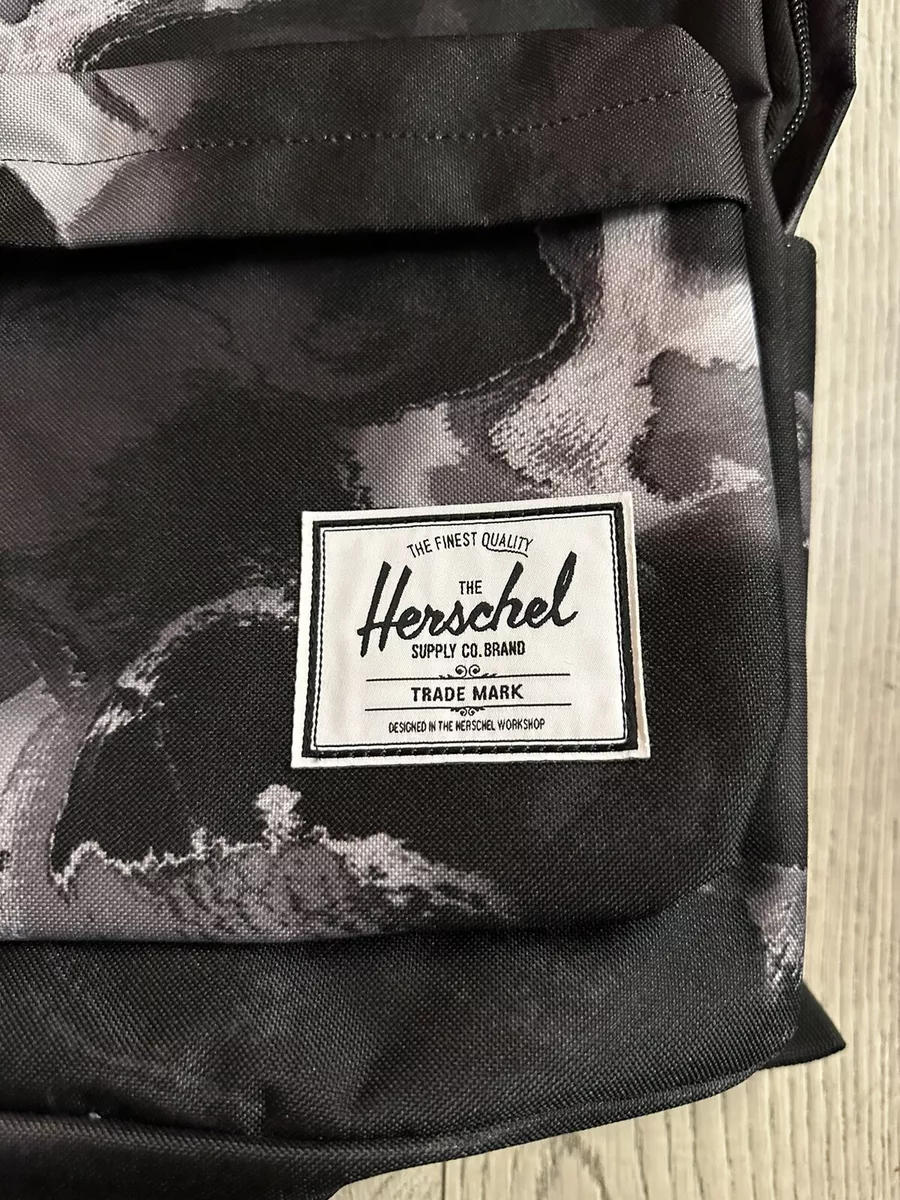 THE FINEST QUALITY
THE
Herschel
SUPPLY CO. BRAND
TRADE MARK
DESIGNED IN THE HERSCHEL WORKSHOP